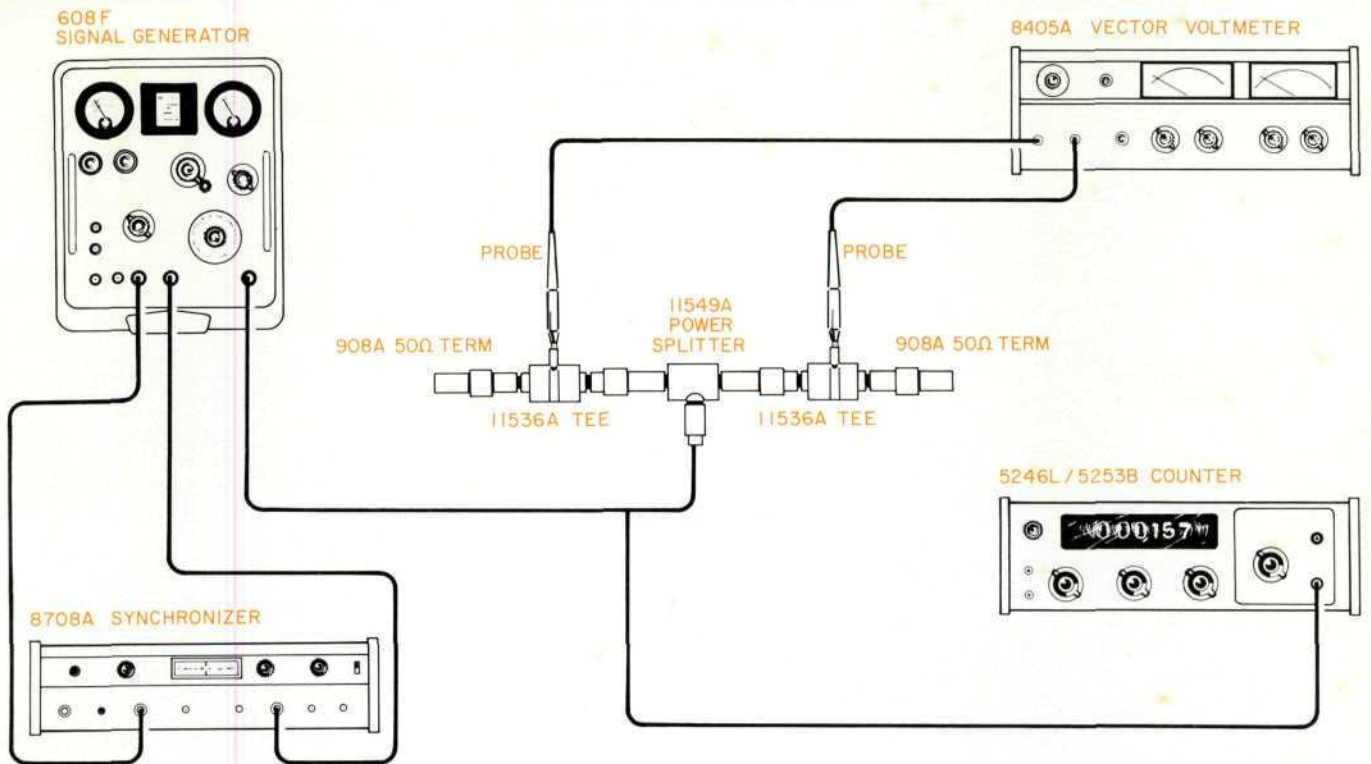 608F
SIGNAL GENERATOR
8405A VECTOR VOLTMETER
PROBE
PROBE
11549A
POWER
SPLITTER
908A 50Ω TERM
908A 50Ω TERM
11536A TEE
11536A TEE
5246L/5253B COUNTER
000157
8708A SYNCHRONIZER